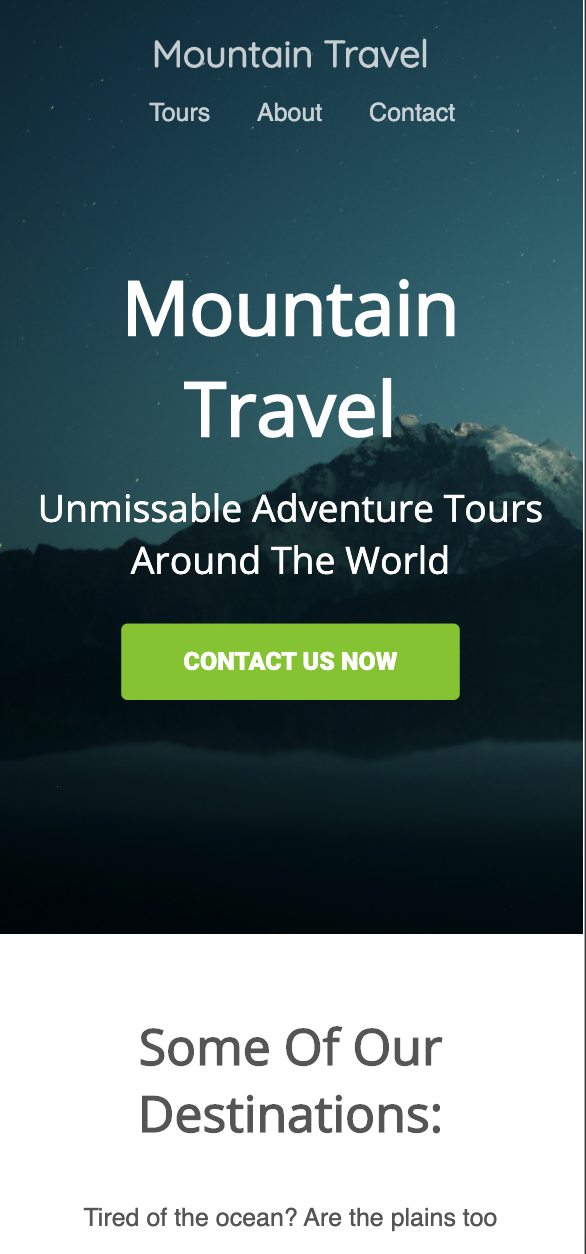 Mountain Travel
Tours About Contact
Mountain
Travel
Unmissable Adventure Tours
Around The World
CONTACT US NOW
Some Of Our
Destinations:
Tired of the ocean? Are the plains too